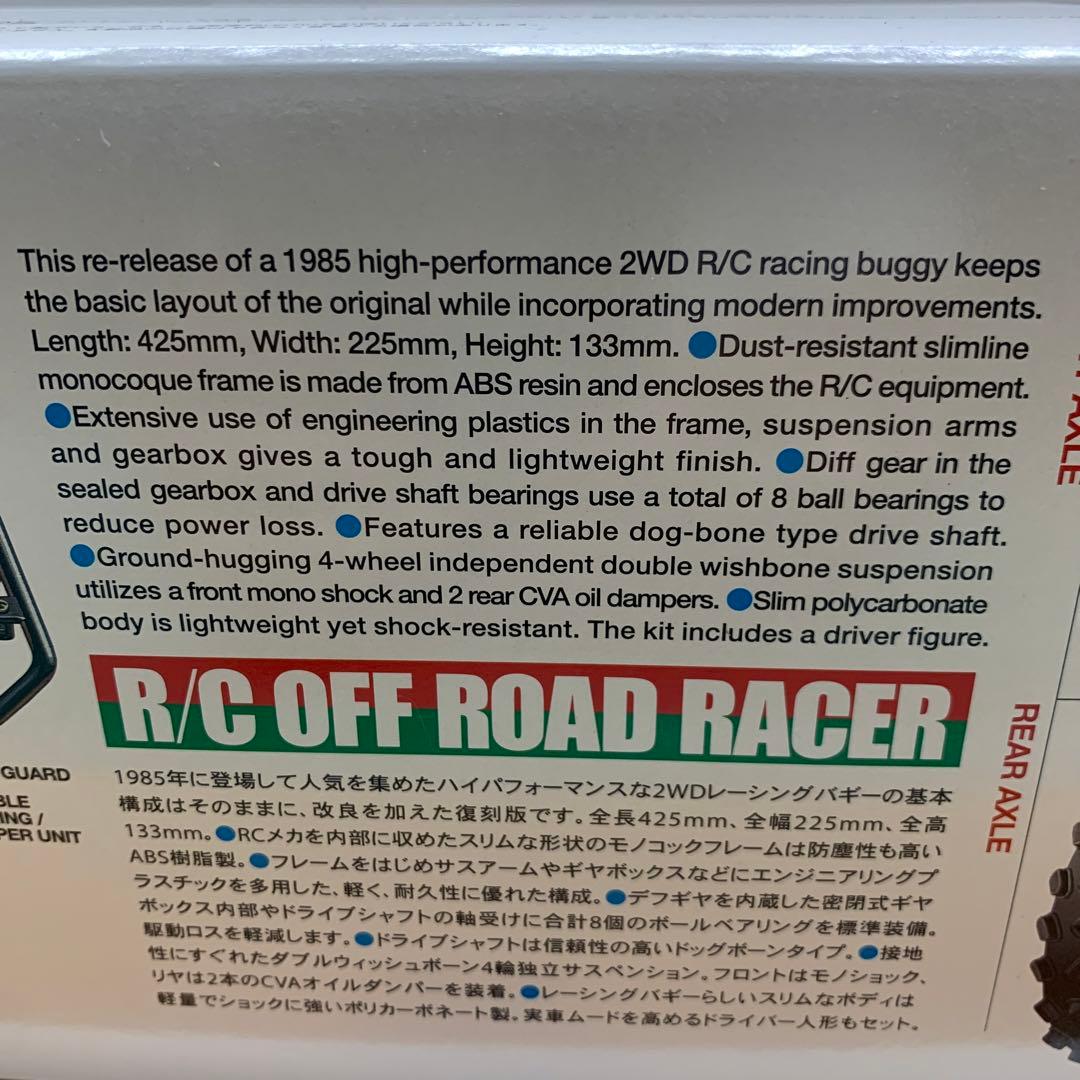 This re-release of a 1985 high-performance 2WD R/C racing buggy keeps
the basic layout of the original while incorporating modern improvements.
Length: 425mm, Width: 225mm, Height: 133mm. ●Dust-resistant slimline
monocoque frame is made from ABS resin and encloses the R/C equipment.
●Extensive use of engineering plastics in the frame, suspension arms
and gearbox gives a tough and lightweight finish. ●Diff gear in the
sealed gearbox and drive shaft bearings use a total of 8 ball bearings to
reduce power loss. ●Features a reliable dog-bone type drive shaft.
●Ground-hugging 4-wheel independent double wishbone suspension
utilizes a front mono shock and 2 rear CVA oil dampers. ●Slim polycarbonate
body is lightweight yet shock-resistant. The kit includes a driver figure.
R/C OFF ROAD RACER
1985年に登場して人気を集めたハイパフォーマンスな2WDレーシングバギーの基本
構成はそのままに、改良を加えた復刻版です。全長425mm、全幅225mm、全高
133mm。●RCメカを内部に収めたスリムな形状のモノコックフレームは防塵性も高い
ABS樹脂製。●フレームをはじめサスアームやギヤボックスなどにエンジニアリングプ
ラスチックを多用した、軽く、耐久性に優れた構成。●デフギヤを内蔵した密閉式ギヤ
ボックス内部やドライブシャフトの軸受けに合計8個のボールベアリングを標準装備。
駆動ロスを軽減します。●ドライブシャフトは信頼性の高いドッグボーンタイプ。●接地
性にすぐれたダブルウィッシュボーン4輪独立サスペンション。フロントはモノショック、
リヤは2本のCVAオイルダンパーを装着。●レーシングバギーらしいスリムなボディは
軽量でショックに強いポリカーボネート製。実車ムードを高めるドライバー人形もセット。
GUARD
BLE
ING /
PER UNIT
AXLE
REAR AXLE